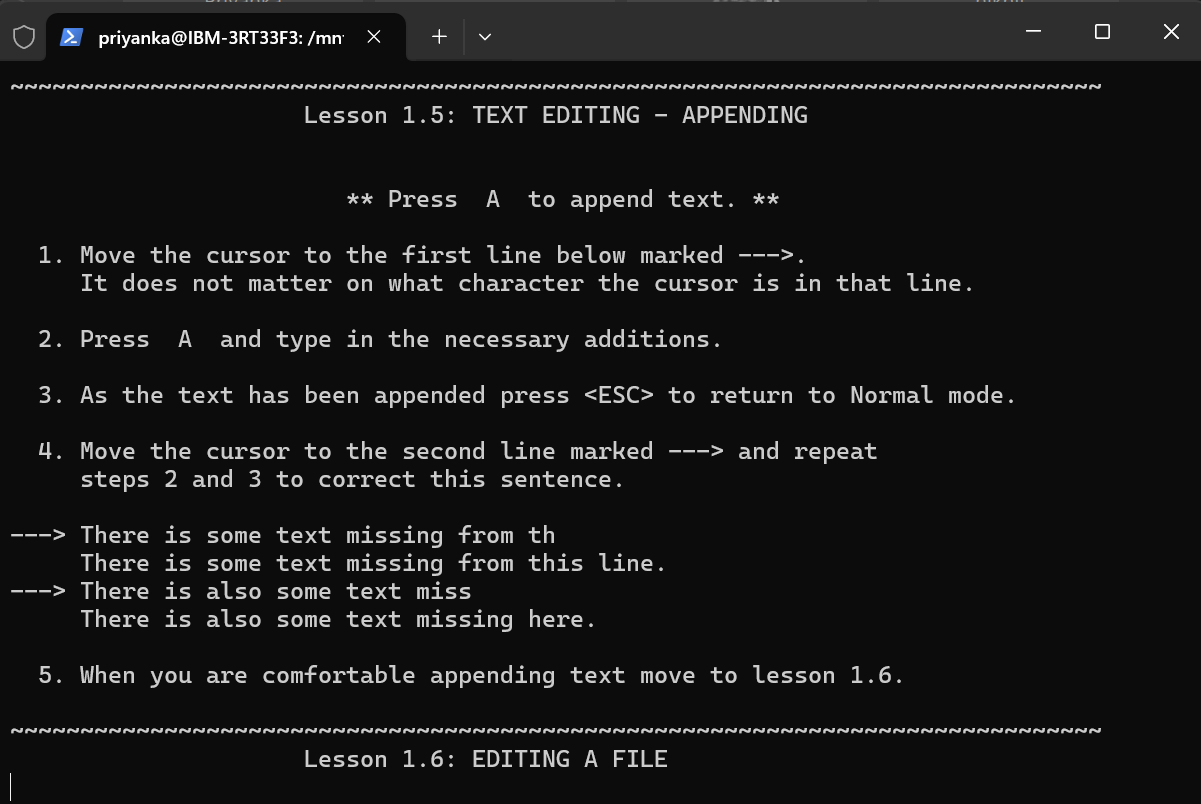 priyanka@IBM-3RT33F3: /mn
~~~~~~~~~~~~~~~~~~~~~~~~~~~~~~~~~~~~~~~~~~~~~~~~~~~~~~~~~~~~~~~~~~~~~~~~~~~~~~
Lesson 1.5: TEXT EDITING - APPENDING
** Press  A  to append text. **
1. Move the cursor to the first line below marked --->.
It does not matter on what character the cursor is in that line.
2. Press  A  and type in the necessary additions.
3. As the text has been appended press <ESC> to return to Normal mode.
4. Move the cursor to the second line marked ---> and repeat
steps 2 and 3 to correct this sentence.
---> There is some text missing from th
There is some text missing from this line.
---> There is also some text miss
There is also some text missing here.
5. When you are comfortable appending text move to lesson 1.6.
~~~~~~~~~~~~~~~~~~~~~~~~~~~~~~~~~~~~~~~~~~~~~~~~~~~~~~~~~~~~~~~~~~~~~~~~~~~~~~
Lesson 1.6: EDITING A FILE